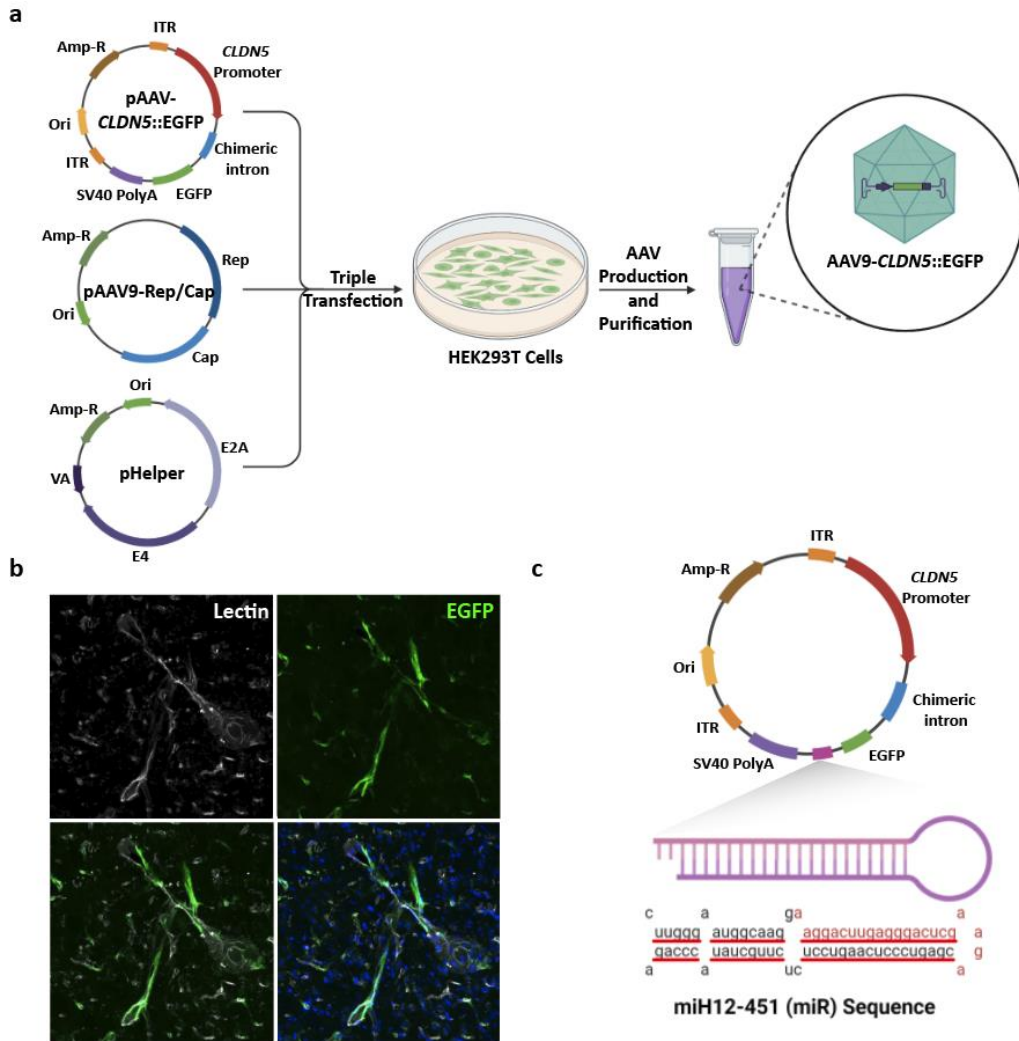 a
ITR
Amp-R
CLDN5
Promoter
pAAV-
CLDN5::EGFP
Ori
ITR
Chimeric
intron
SV40 PolyA
EGFP
Amp-R
Rep
pAAV9-Rep/Cap
Ori
Cap
Ori
Amp-R
E2A
VA
pHelper
E4
Triple
Transfection
HEK293T Cells
AAV
Production
and
Purification
AAV9-CLDN5::EGFP
b
Lectin
EGFP
c
ITR
Amp-R
CLDN5
Promoter
Ori
Chimeric
intron
ITR
SV40 PolyA
EGFP
c a ga a
uuggg auggcaag aggacuugagggacucg a
gaccc uaucguuc uccugaacucccugagc g
a a uc a
miH12-451 (miR) Sequence